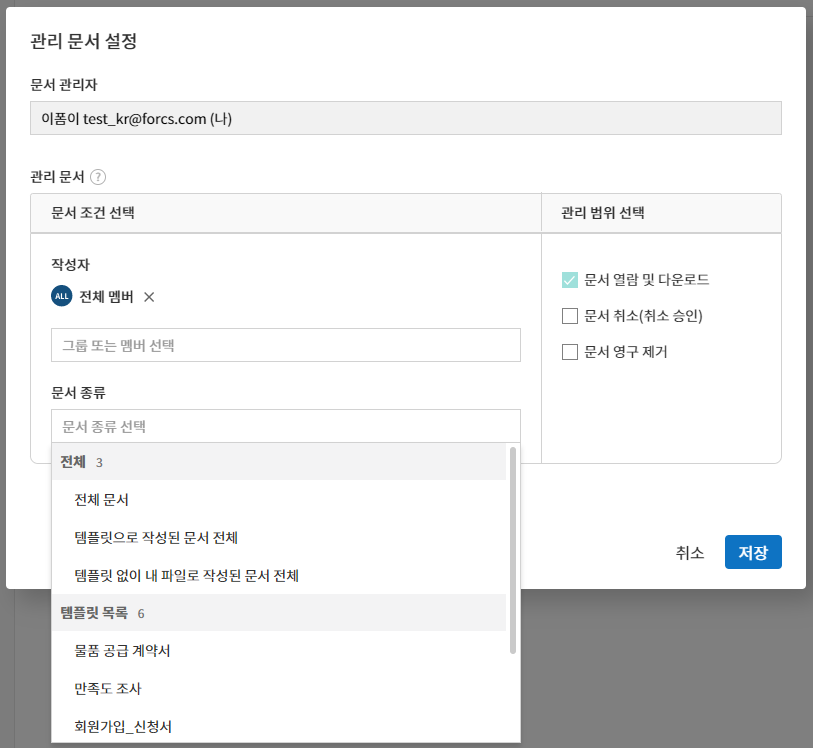 관리 문서 설정
문서 관리자
이폼이 test_kr@forcs.com (나)
관리 문서 ?
문서 조건 선택
관리 범위 선택
작성자
ALL 전체 멤버 ×
그룹 또는 멤버 선택
문서 종류
문서 종류 선택
전체 3
전체 문서
템플릿으로 작성된 문서 전체
템플릿 없이 내 파일로 작성된 문서 전체
템플릿 목록 6
물품 공급 계약서
만족도 조사
회원가입_신청서
문서 열람 및 다운로드
문서 취소(취소 승인)
문서 영구 제거
취소
저장